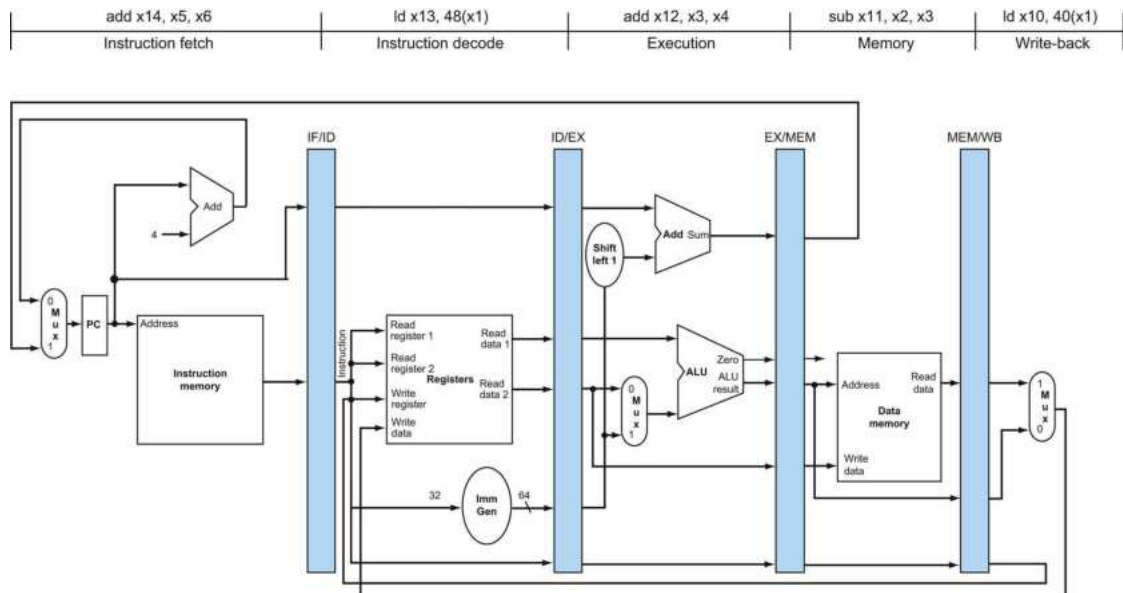 add x14, x5, x6
ld x13, 48(x1)
add x12, x3, x4
sub x11, x2, x3
ld x10, 40(x1)
Instruction fetch
Instruction decode
Execution
Memory
Write-back
IF/ID
ID/EX
EX/MEM
MEM/WB
Add
4
Add Sum
Shift
left 1
0
M
u
x
1
PC
Address
Instruction
memory
Instruction
Read
register 1
Read
register 2
Write
register
Write
data
Registers
Read
data 1
Read
data 2
32
Imm
Gen
64
0
M
u
x
1
ALU
Zero
ALU
result
Address
Read
data
Data
memory
Write
data
1
M
u
x
0